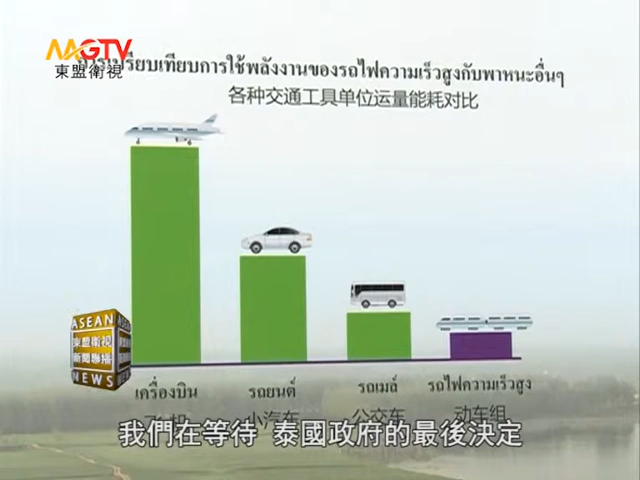 MGTV
東盟衛視
การเปรียบเทียบการใช้พลังงานของรถไฟความเร็วสูงกับพาหนะอื่นๆ
各种交通工具单位运量能耗对比
ASEAN
東盟衛視
新聞聯播
NEWS
เครื่องบิน รถยนต์ รถเมล์ รถไฟความเร็วสูง
飞机 小汽车 公交车 动车组
我們在等待 泰國政府的最後決定